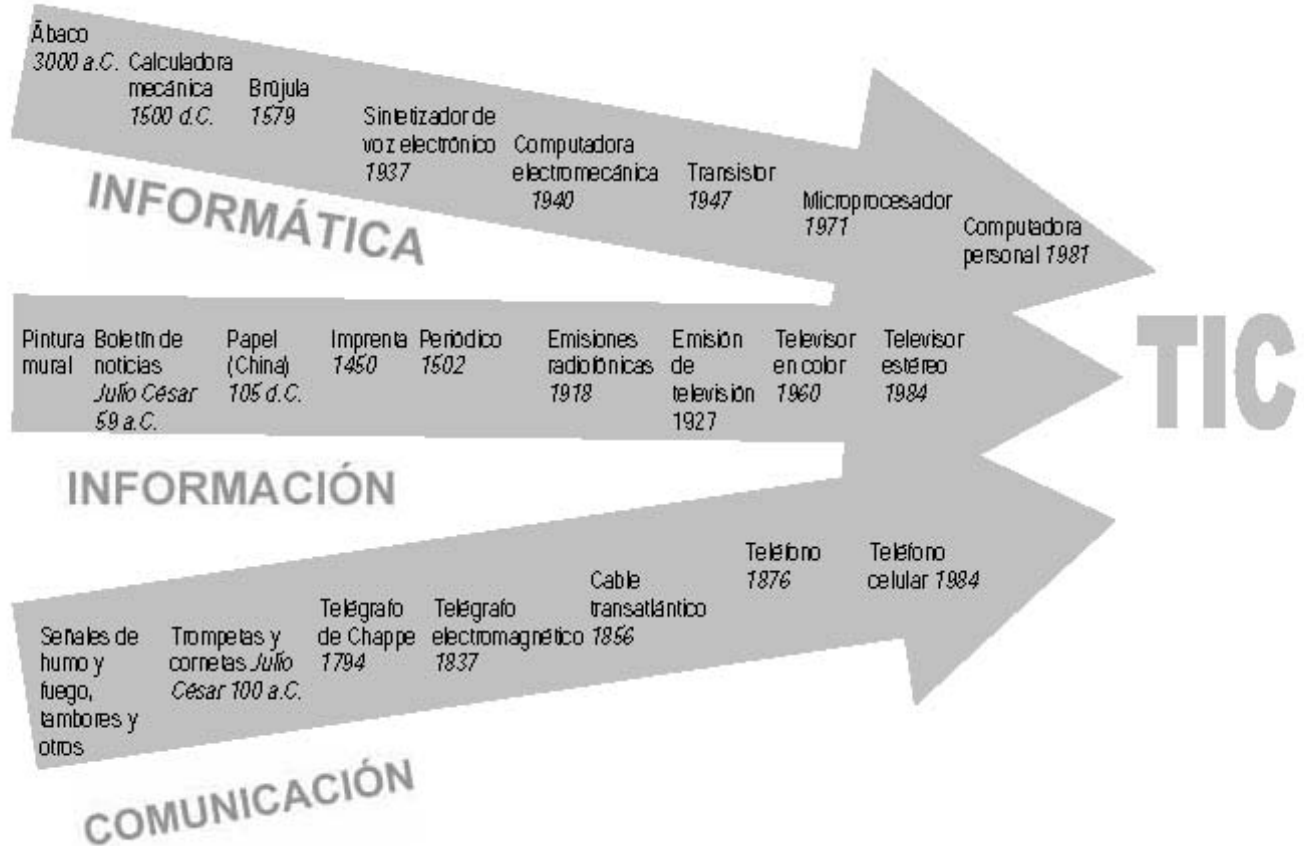 Ábaco
3000 a.C.
Calculadora
mecánica
1500 d.C.
Brújula
1579
Sintetizador de
voz electrónico
1937
Computadora
electromecánica
1940
Transistor
1947
Microprocesador
1971
Computadora
personal 1981
INFORMÁTICA
Pintura
mural
Boletín de
noticias
Julio César
59 a.C.
Papel
(China)
105 d.C.
Imprenta
1450
Periódico
1502
Emisiones
radiofónicas
1918
Emisión
de
televisión
1927
Televisor
en color
1960
Televisor
estéreo
1984
TIC
INFORMACIÓN
Señales de
humo y
fuego,
tambores y
otros
Trompetas y
cornetas Julio
César 100 a.C.
Telégrafo
de Chappe
1794
Telégrafo
electromagnético
1837
Cable
transatlántico
1856
Teléfono
1876
Teléfono
celular 1984
COMUNICACIÓN